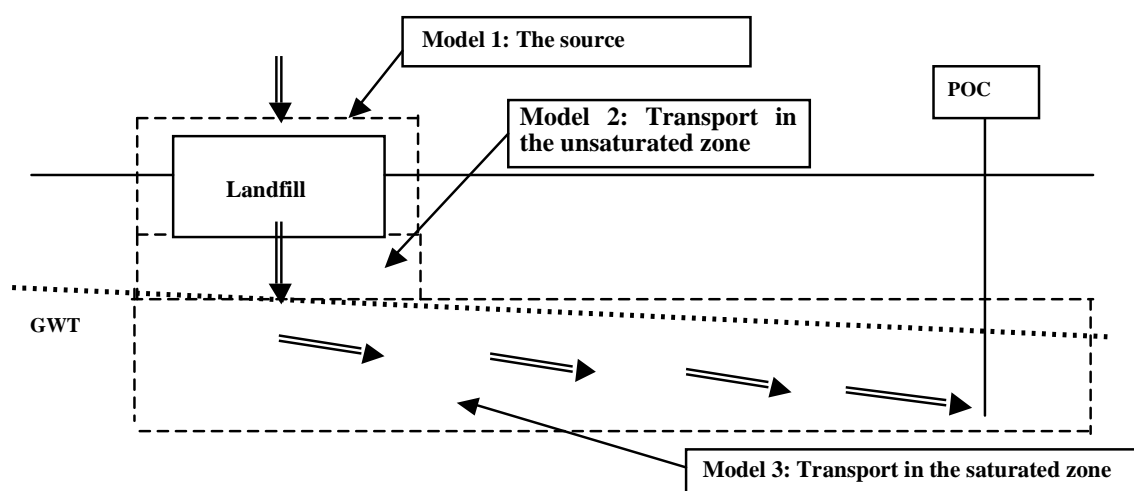 Model 1: The source
POC
Model 2: Transport in
the unsaturated zone
Landfill
GWT
Model 3: Transport in the saturated zone